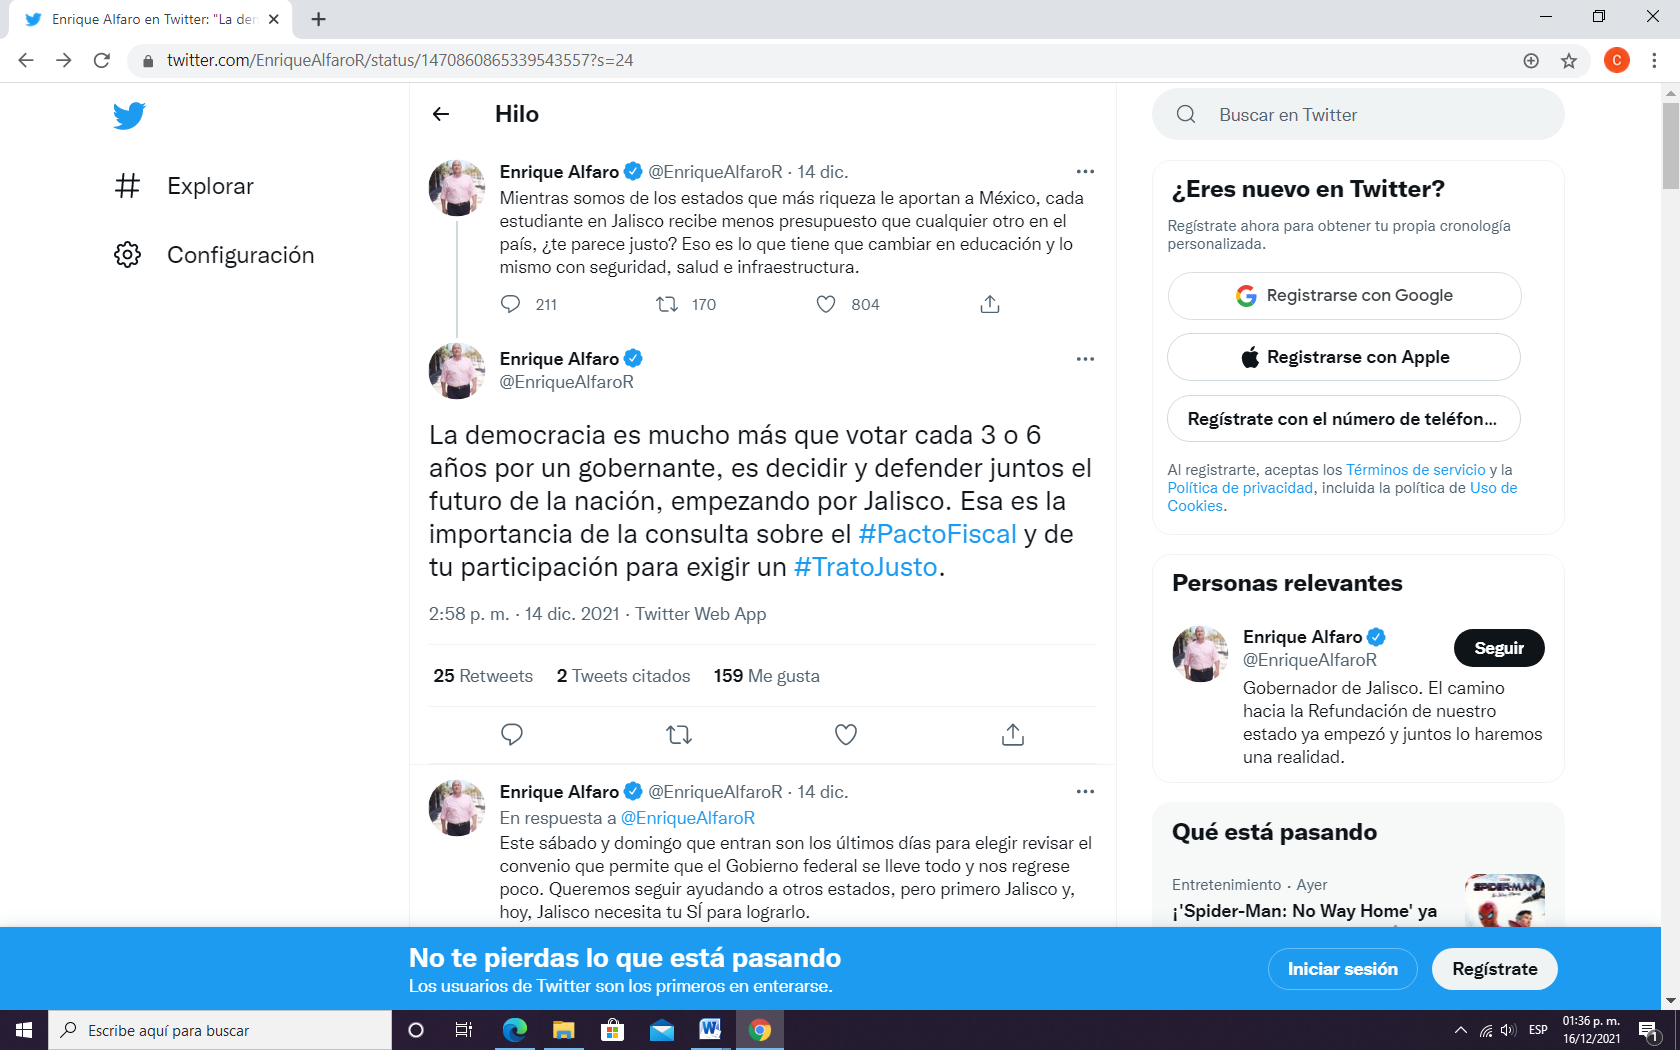 Enrique Alfaro en Twitter: "La den
twitter.com/EnriqueAlfaroR/status/1470860865339543557?s=24
C
Explorar
Configuración
Hilo
Enrique Alfaro @EnriqueAlfaroR · 14 dic.
Mientras somos de los estados que más riqueza le aportan a México, cada
estudiante en Jalisco recibe menos presupuesto que cualquier otro en el
país, ¿te parece justo? Eso es lo que tiene que cambiar en educación y lo
mismo con seguridad, salud e infraestructura.
211 170 804
Enrique Alfaro
@EnriqueAlfaroR
La democracia es mucho más que votar cada 3 o 6
años por un gobernante, es decidir y defender juntos el
futuro de la nación, empezando por Jalisco. Esa es la
importancia de la consulta sobre el #PactoFiscal y de
tu participación para exigir un #TratoJusto.
2:58 p. m. · 14 dic. 2021 · Twitter Web App
25 Retweets 2 Tweets citados 159 Me gusta
Enrique Alfaro @EnriqueAlfaroR · 14 dic.
En respuesta a @EnriqueAlfaroR
Este sábado y domingo que entran son los últimos días para elegir revisar el
convenio que permite que el Gobierno federal se lleve todo y nos regrese
poco. Queremos seguir ayudando a otros estados, pero primero Jalisco y,
hoy, Jalisco necesita tu SÍ para lograrlo.
Buscar en Twitter
¿Eres nuevo en Twitter?
Regístrate ahora para obtener tu propia cronología
personalizada.
Registrarse con Google
Registrarse con Apple
Regístrate con el número de teléfon...
Al registrarte, aceptas los Términos de servicio y la
Política de privacidad, incluida la política de Uso de
Cookies.
Personas relevantes
Enrique Alfaro
@EnriqueAlfaroR
Seguir
Gobernador de Jalisco. El camino
hacia la Refundación de nuestro
estado ya empezó y juntos lo haremos
una realidad.
Qué está pasando
Entretenimiento · Ayer
¡'Spider-Man: No Way Home' ya
SPIDER-MAN
No te pierdas lo que está pasando
Los usuarios de Twitter son los primeros en enterarse.
Iniciar sesión
Regístrate
Escribe aquí para buscar
ESP
01:36 p. m.
16/12/2021
1